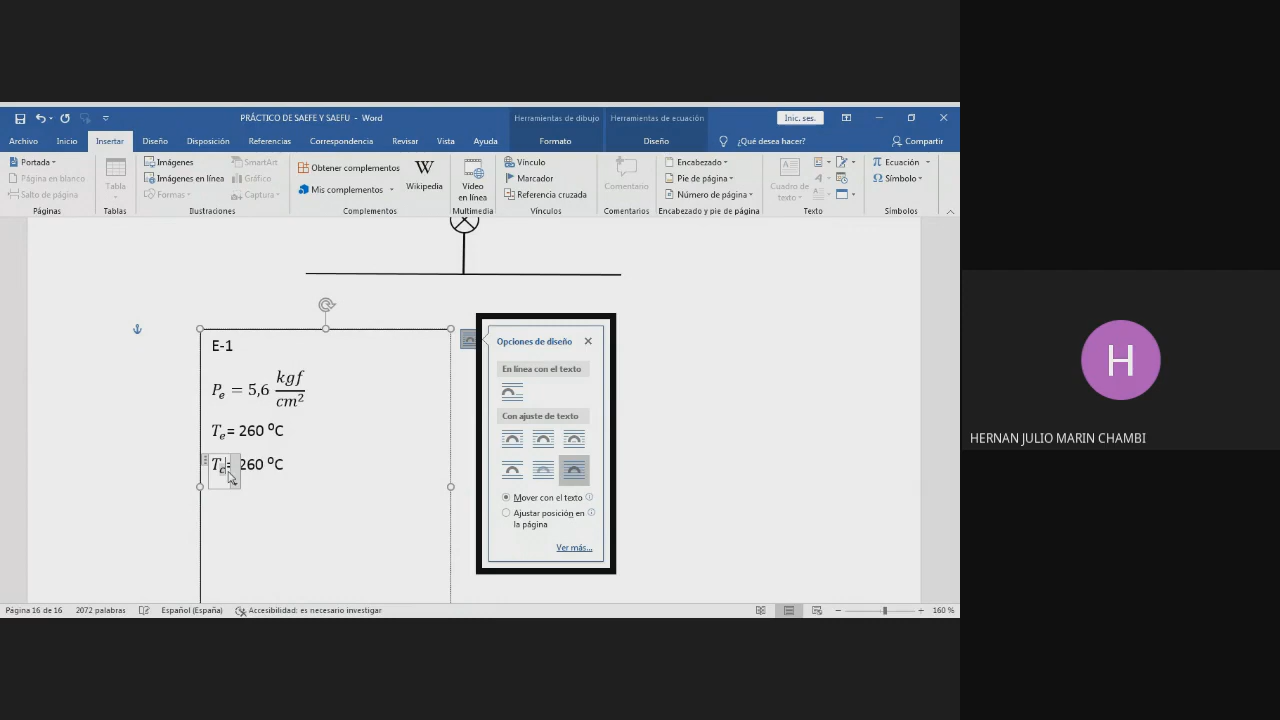 PRÁCTICO DE SAEFE Y SAEFU - Word
Herramientas de dibujo
Herramientas de ecuación
Inic. ses.
Archivo Inicio Insertar Diseño Disposición Referencias Correspondencia Revisar Vista Ayuda Formato Diseño ¿Qué desea hacer? Compartir
Portada
Página en blanco
Salto de página
Páginas
Tabla
Tablas
Imágenes
Imágenes en línea
Formas
SmartArt
Gráfico
Captura
Ilustraciones
Obtener complementos
Mis complementos
W
Wikipedia
Complementos
Vídeo
en línea
Multimedia
Vínculo
Marcador
Referencia cruzada
Vínculos
Comentario
Comentarios
Encabezado
Pie de página
Número de página
Encabezado y pie de página
Cuadro de
texto
Texto
Ecuación
Símbolo
Símbolos
E-1
Pₑ = 5,6 kgf/cm²
Tₑ= 260 ⁰C
Tₑ= 260 ⁰C
Opciones de diseño
En línea con el texto
Con ajuste de texto
Mover con el texto
Ajustar posición en
la página
Ver más...
Página 16 de 16 2072 palabras Español (España) Accesibilidad: es necesario investigar 160 %
H
HERNAN JULIO MARIN CHAMBI